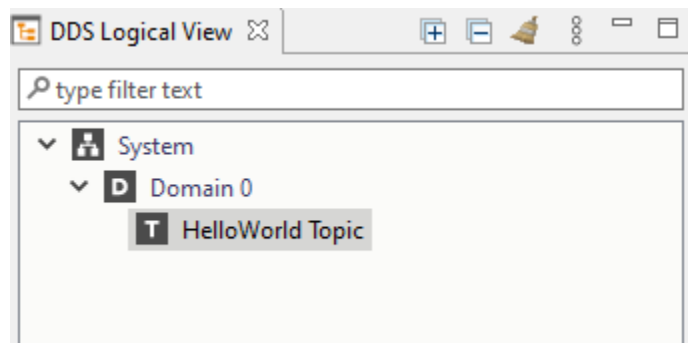 DDS Logical View
type filter text
System
D Domain 0
T HelloWorld Topic